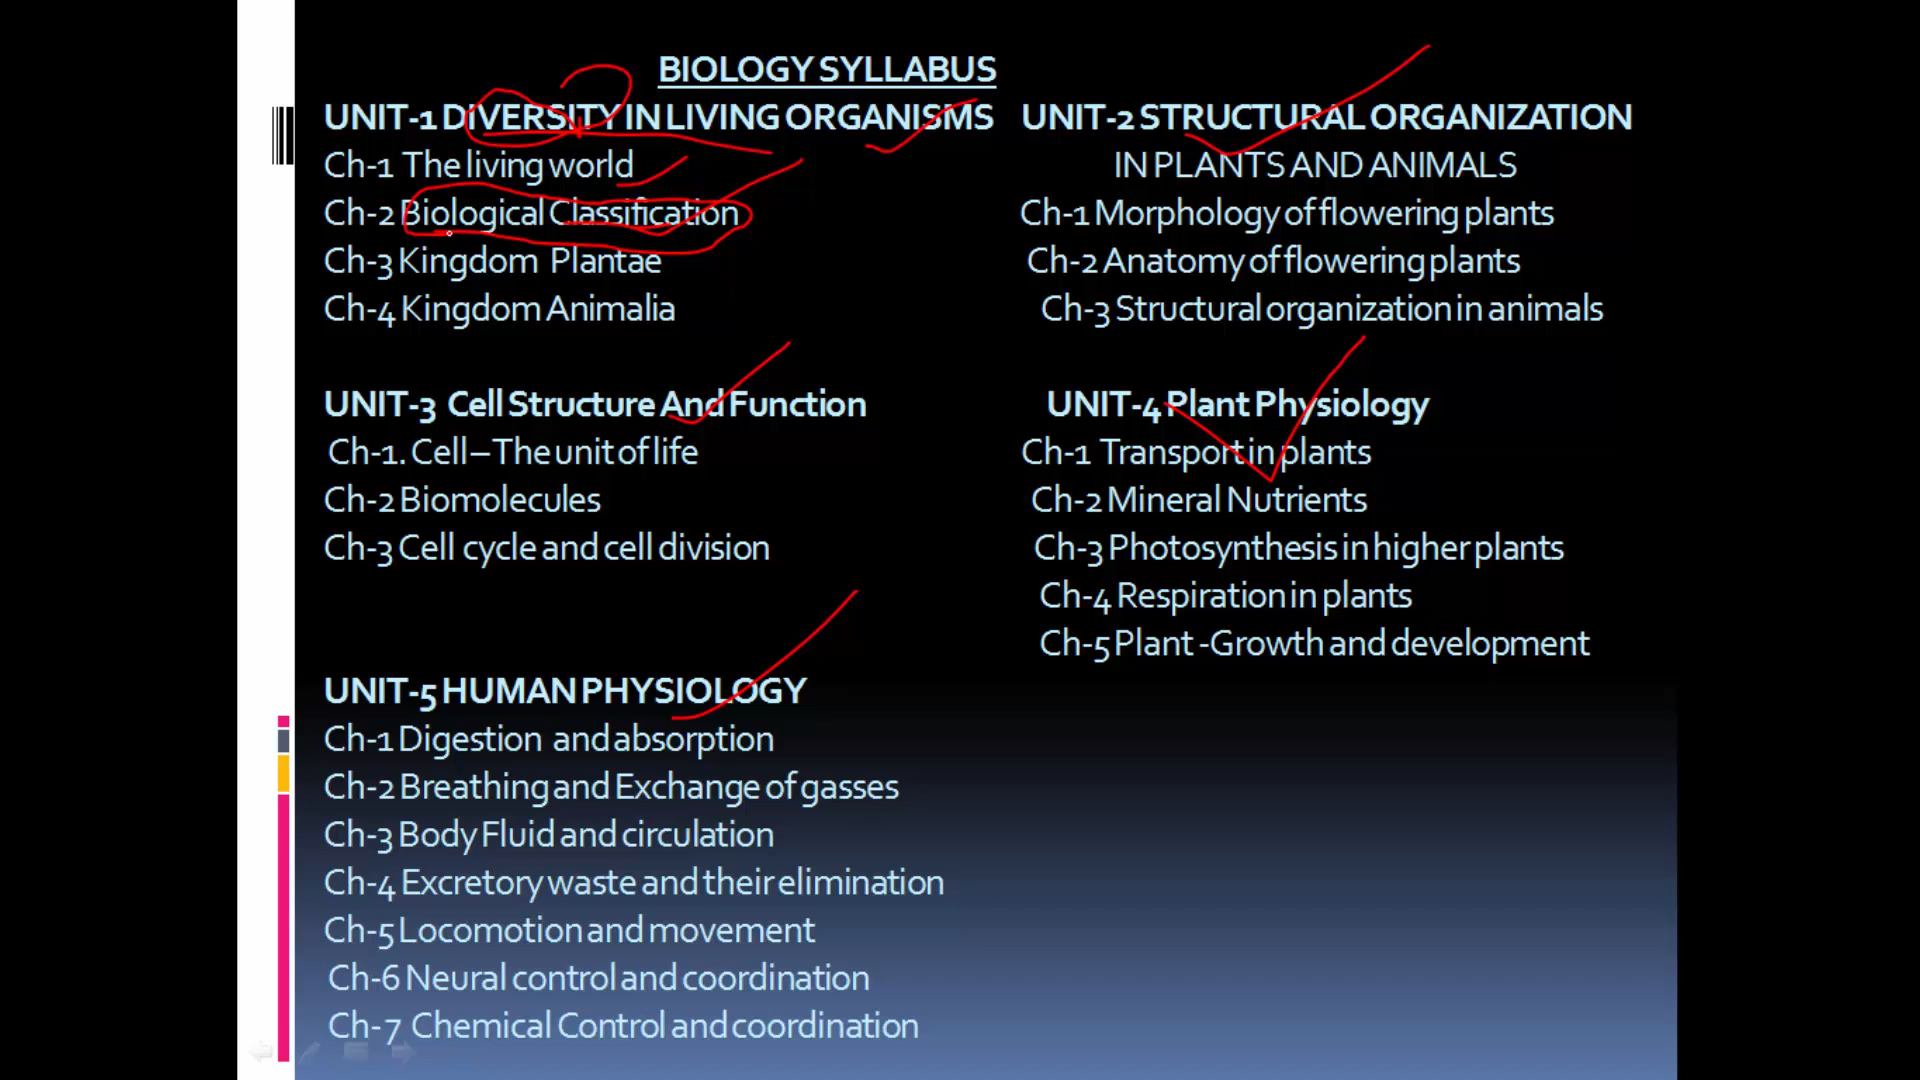 BIOLOGY SYLLABUS
UNIT-1 DIVERSITY IN LIVING ORGANISMS
Ch-1 The living world
Ch-2 Biological Classification
Ch-3 Kingdom Plantae
Ch-4 Kingdom Animalia
UNIT-2 STRUCTURAL ORGANIZATION
IN PLANTS AND ANIMALS
Ch-1 Morphology of flowering plants
Ch-2 Anatomy of flowering plants
Ch-3 Structural organization in animals
UNIT-3 Cell Structure And Function
Ch-1. Cell – The unit of life
Ch-2 Biomolecules
Ch-3 Cell cycle and cell division
UNIT-4 Plant Physiology
Ch-1 Transport in plants
Ch-2 Mineral Nutrients
Ch-3 Photosynthesis in higher plants
Ch-4 Respiration in plants
Ch-5 Plant -Growth and development
UNIT-5 HUMAN PHYSIOLOGY
Ch-1 Digestion and absorption
Ch-2 Breathing and Exchange of gasses
Ch-3 Body Fluid and circulation
Ch-4 Excretory waste and their elimination
Ch-5 Locomotion and movement
Ch-6 Neural control and coordination
Ch-7 Chemical Control and coordination